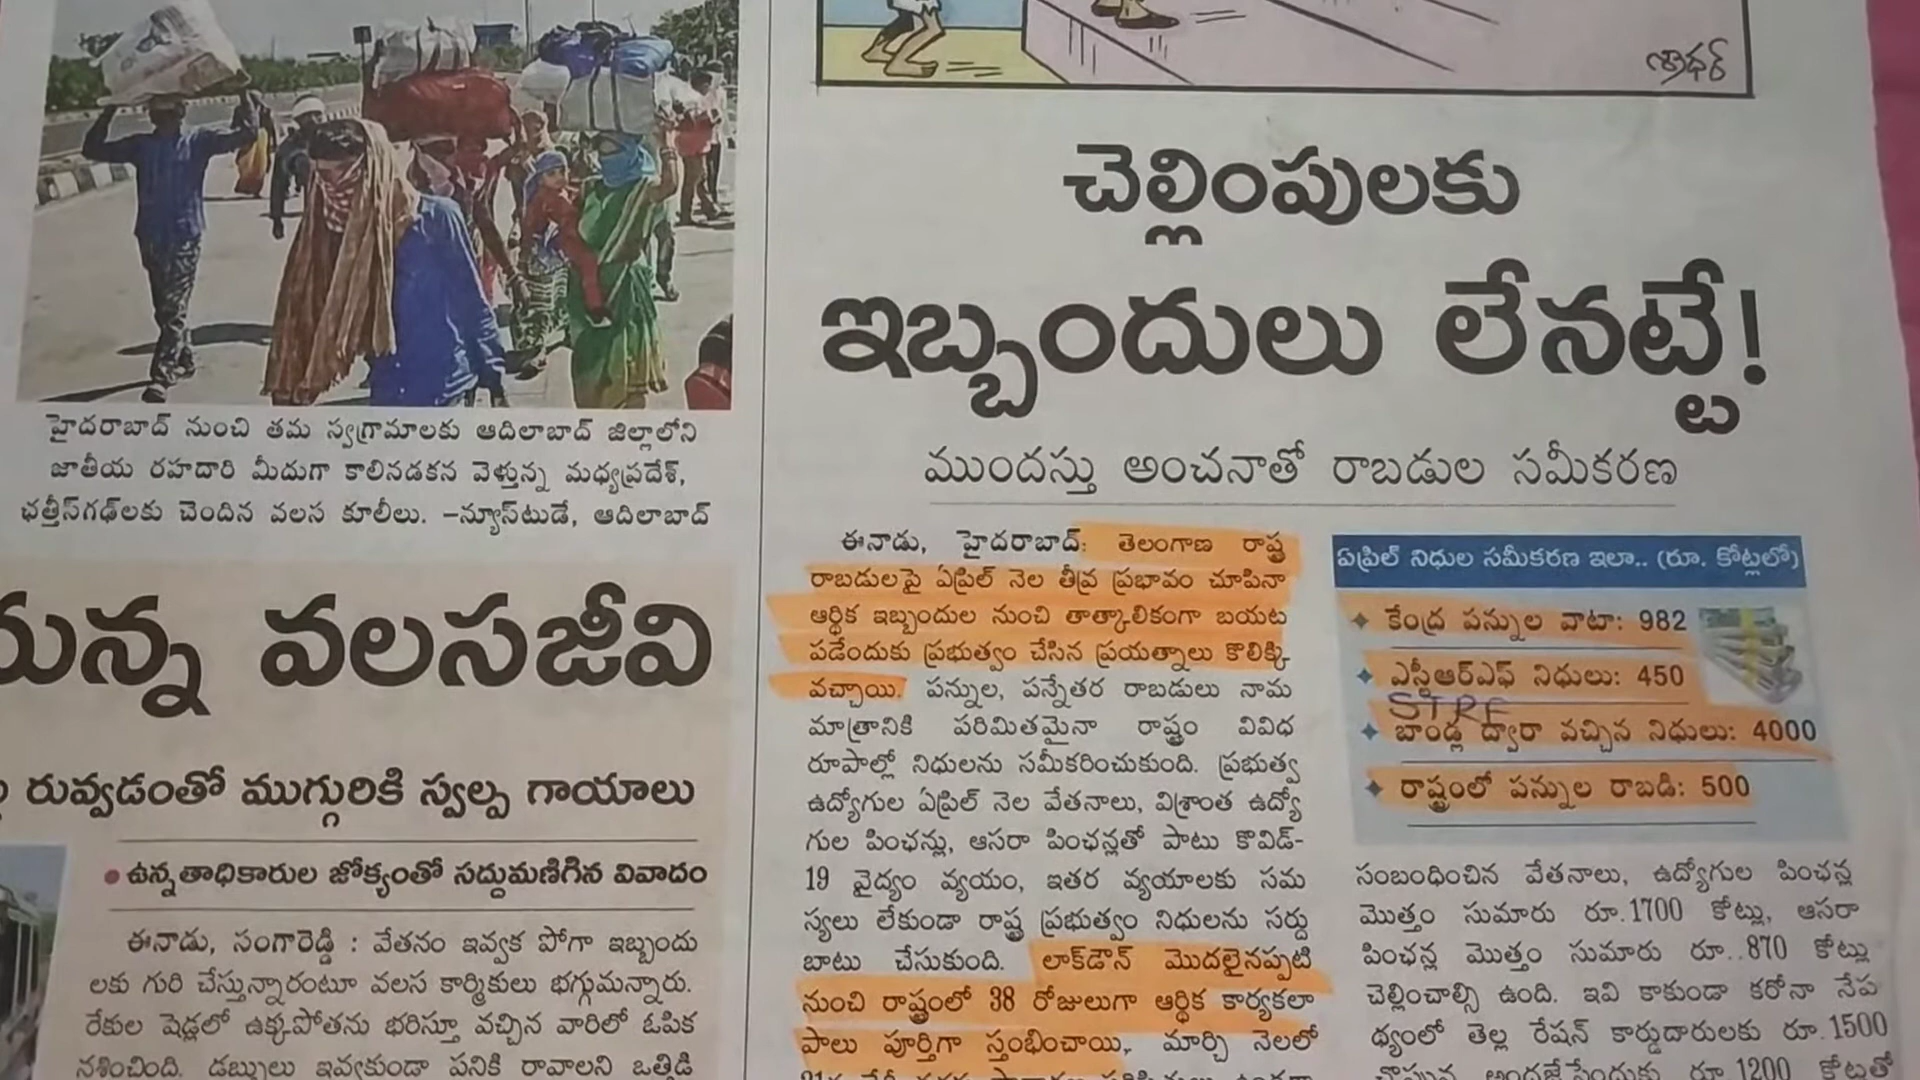 శ్రీధర్
హైదరాబాద్ నుంచి తమ స్వగ్రామాలకు ఆదిలాబాద్ జిల్లాలోని
జాతీయ రహదారి మీదుగా కాలినడకన వెళ్తున్న మధ్యప్రదేశ్,
ఛత్తీస్‌గఢ్‌లకు చెందిన వలస కూలీలు. -న్యూస్‌టుడే, ఆదిలాబాద్
వలసజీవి
రువ్వడంతో ముగ్గురికి స్వల్ప గాయాలు
• ఉన్నతాధికారుల జోక్యంతో సద్దుమణిగిన వివాదం
ఈనాడు, సంగారెడ్డి : వేతనం ఇవ్వక పోగా ఇబ్బందు
లకు గురి చేస్తున్నారంటూ వలస కార్మికులు భగ్గుమన్నారు.
రేకుల షెడ్లలో ఉక్కపోతను భరిస్తూ వచ్చిన వారిలో ఓపిక
నశించింది. డబ్బులు ఇవ్వకుండా పనికి రావాలని ఒత్తిడి
చెల్లింపులకు
ఇబ్బందులు లేనట్టే!
ముందస్తు అంచనాతో రాబడుల సమీకరణ
ఈనాడు, హైదరాబాద్: తెలంగాణ రాష్ట్ర
రాబడులపై ఏప్రిల్ నెల తీవ్ర ప్రభావం చూపినా
ఆర్థిక ఇబ్బందుల నుంచి తాత్కాలికంగా బయట
పడేందుకు ప్రభుత్వం చేసిన ప్రయత్నాలు కొలిక్కి
వచ్చాయి. పన్నుల, పన్నేతర రాబడులు నామ
మాత్రానికి పరిమితమైనా రాష్ట్రం వివిధ
రూపాల్లో నిధులను సమీకరించుకుంది. ప్రభుత్వ
ఉద్యోగుల ఏప్రిల్ నెల వేతనాలు, విశ్రాంత ఉద్యో
గుల పింఛన్లు, ఆసరా పింఛన్లతో పాటు కొవిడ్-
19 వైద్యం వ్యయం, ఇతర వ్యయాలకు సమ
స్యలు లేకుండా రాష్ట్ర ప్రభుత్వం నిధులను సర్దు
బాటు చేసుకుంది. లాక్‌డౌన్ మొదలైనప్పటి
నుంచి రాష్ట్రంలో 38 రోజులుగా ఆర్థిక కార్యకలా
పాలు పూర్తిగా స్తంభించాయి. మార్చి నెలలో
ఏప్రిల్ నిధుల సమీకరణ ఇలా.. (రూ. కోట్లలో)
✦ కేంద్ర పన్నుల వాటా: 982
✦ ఎస్టీఆర్ఎఫ్ నిధులు: 450
STRF
✦ బాండ్ల ద్వారా వచ్చిన నిధులు: 4000
✦ రాష్ట్రంలో పన్నుల రాబడి: 500
సంబంధించిన వేతనాలు, ఉద్యోగుల పింఛన్ల
మొత్తం సుమారు రూ.1700 కోట్లు, ఆసరా
పింఛన్ల మొత్తం సుమారు రూ..870 కోట్లు
చెల్లించాల్సి ఉంది. ఇవి కాకుండా కరోనా నేప
థ్యంలో తెల్ల రేషన్ కార్డుదారులకు రూ.1500
అందజేసేందుకు రూ.1200 కోట్లతో